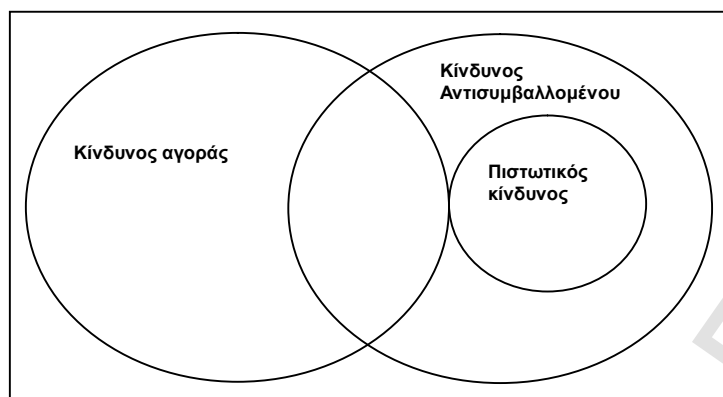 Κίνδυνος
Αντισυμβαλλομένου
Κίνδυνος αγοράς
Πιστωτικός
κίνδυνος